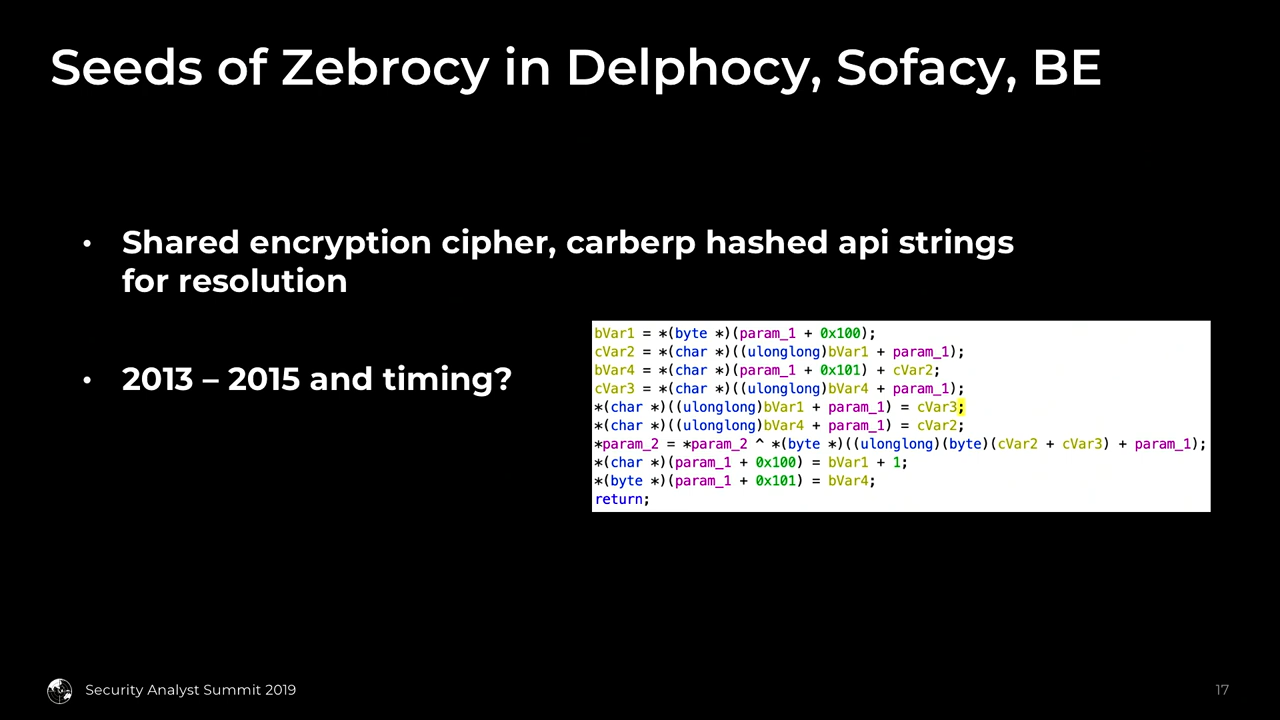 Seeds of Zebrocy in Delphocy, Sofacy, BE
• Shared encryption cipher, carberp hashed api strings
for resolution
• 2013 – 2015 and timing?
bVar1 = *(byte *)(param_1 + 0x100);
cVar2 = *(char *)((ulonglong)bVar1 + param_1);
bVar4 = *(char *)(param_1 + 0x101) + cVar2;
cVar3 = *(char *)((ulonglong)bVar4 + param_1);
*(char *)((ulonglong)bVar1 + param_1) = cVar3;
*(char *)((ulonglong)bVar4 + param_1) = cVar2;
*param_2 = *param_2 ^ *(byte *)((ulonglong)(byte)(cVar2 + cVar3) + param_1);
*(char *)(param_1 + 0x100) = bVar1 + 1;
*(byte *)(param_1 + 0x101) = bVar4;
return;
Security Analyst Summit 2019
17